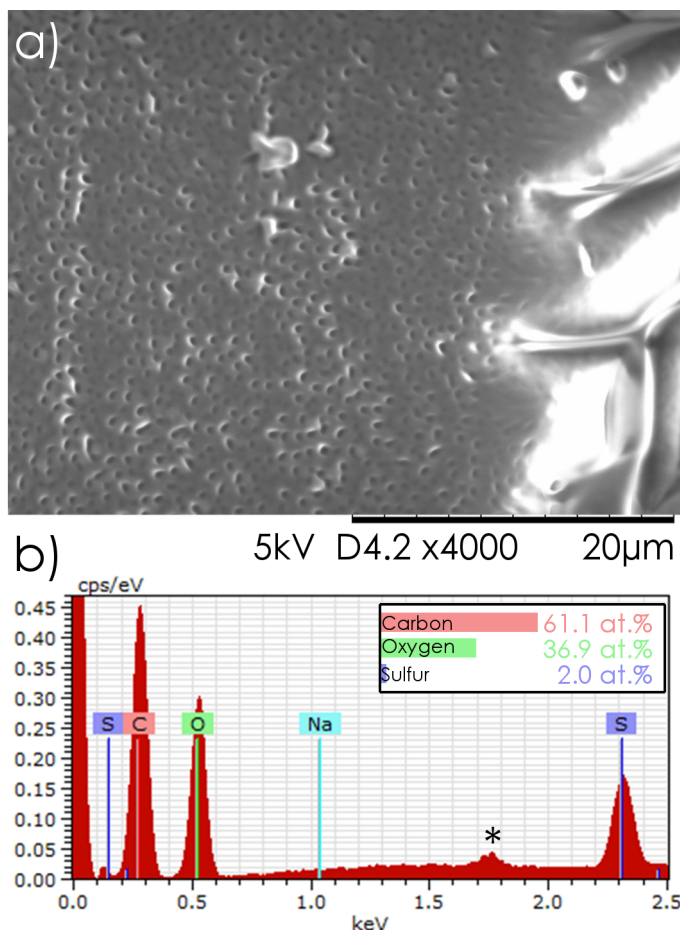 a)
5kV D4.2 x4000 20µm
b)
cps/eV
0.45
0.40
0.35
0.30
0.25
0.20
0.15
0.10
0.05
0.00
Carbon 61.1 at.%
Oxygen 36.9 at.%
Sulfur 2.0 at.%
S C O Na S
*
0.0 0.5 1.0 1.5 2.0 2.5
keV